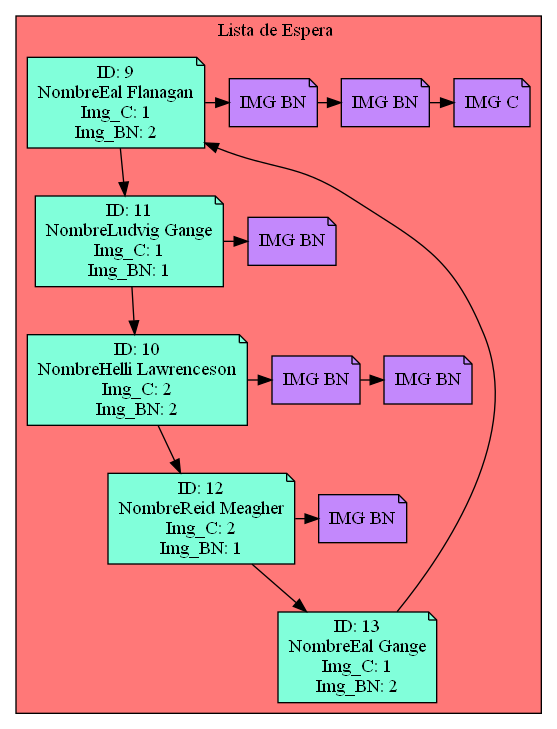 Lista de Espera
ID: 9
NombreEal Flanagan
Img_C: 1
Img_BN: 2
IMG BN
IMG BN
IMG C
ID: 11
NombreLudvig Gange
Img_C: 1
Img_BN: 1
IMG BN
ID: 10
NombreHelli Lawrenceson
Img_C: 2
Img_BN: 2
IMG BN
IMG BN
ID: 12
NombreReid Meagher
Img_C: 2
Img_BN: 1
IMG BN
ID: 13
NombreEal Gange
Img_C: 1
Img_BN: 2